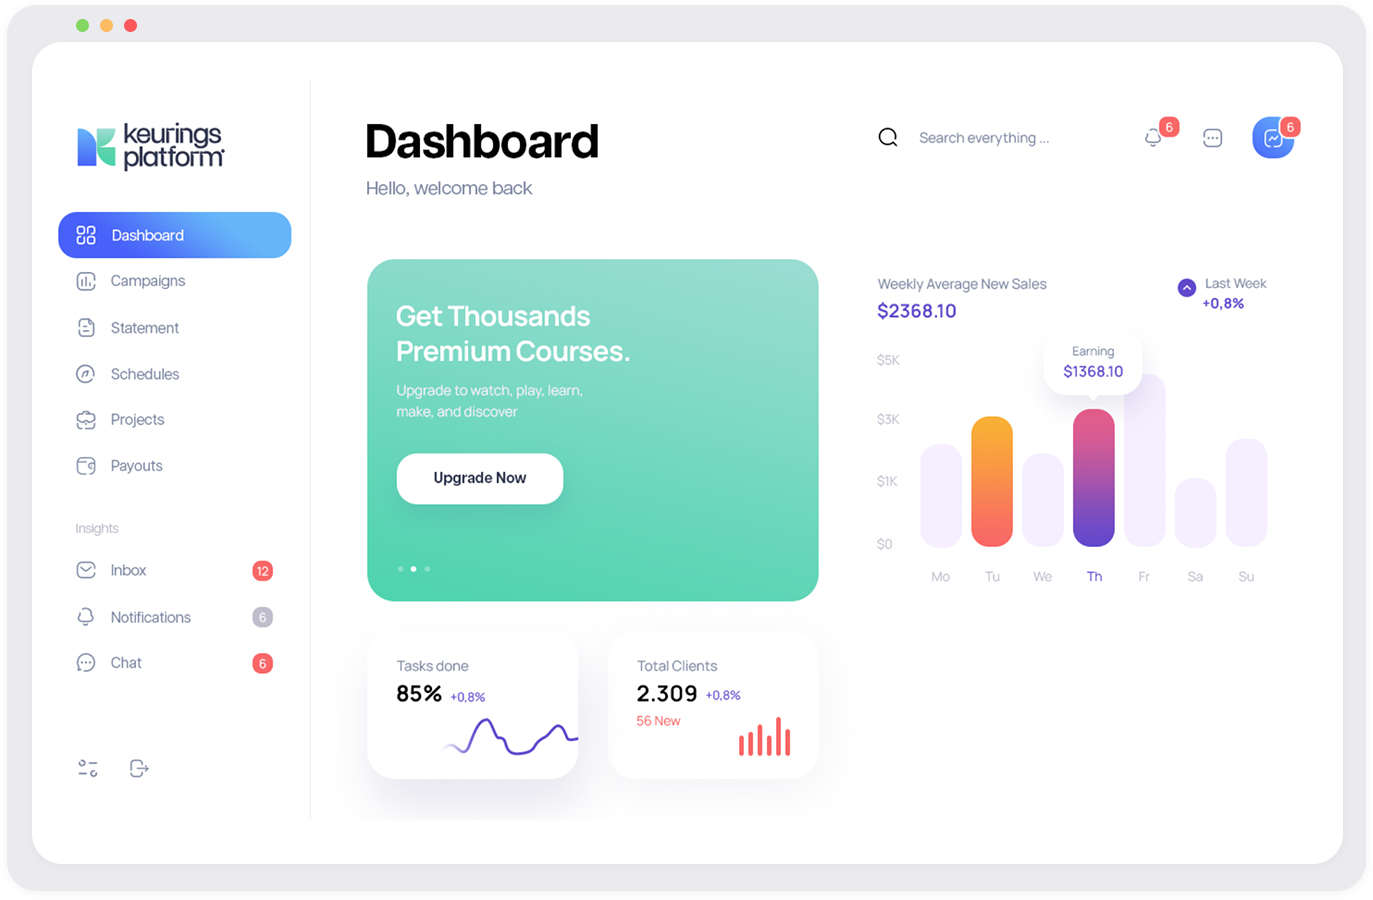 keurings
platform
Dashboard
Campaigns
Statement
Schedules
Projects
Payouts
Insights
Inbox 12
Notifications 6
Chat 6
Dashboard
Hello, welcome back
Search everything ...
6
6
Get Thousands
Premium Courses.
Upgrade to watch, play, learn,
make, and discover
Upgrade Now
Weekly Average New Sales
$2368.10
Last Week
+0,8%
Earning
$1368.10
$5K
$3K
$1K
$0
Mo Tu We Th Fr Sa Su
Tasks done
85% +0,8%
Total Clients
2.309 +0,8%
56 New